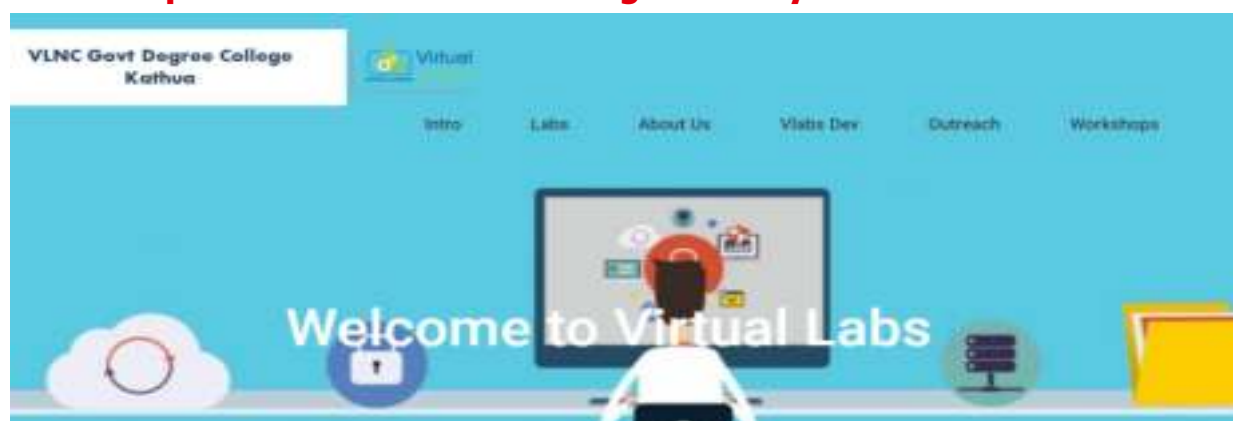 VLNC Govt Degree College
Kathua
Virtual
Intro Labs About Us Vlabs Dev Outreach Workshops
Welcome to Virtual Labs